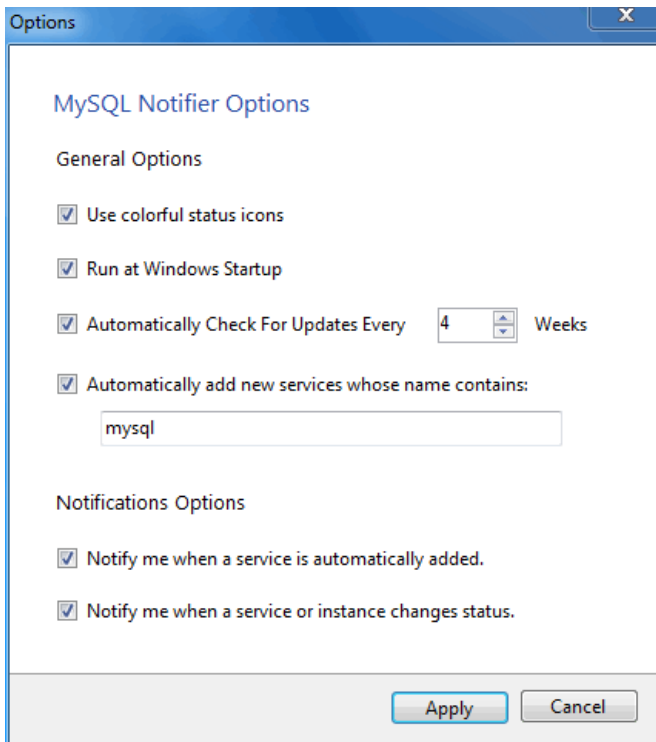 Options
MySQL Notifier Options
General Options
Use colorful status icons
Run at Windows Startup
Automatically Check For Updates Every 4 Weeks
Automatically add new services whose name contains:
mysql
Notifications Options
Notify me when a service is automatically added.
Notify me when a service or instance changes status.
Apply Cancel